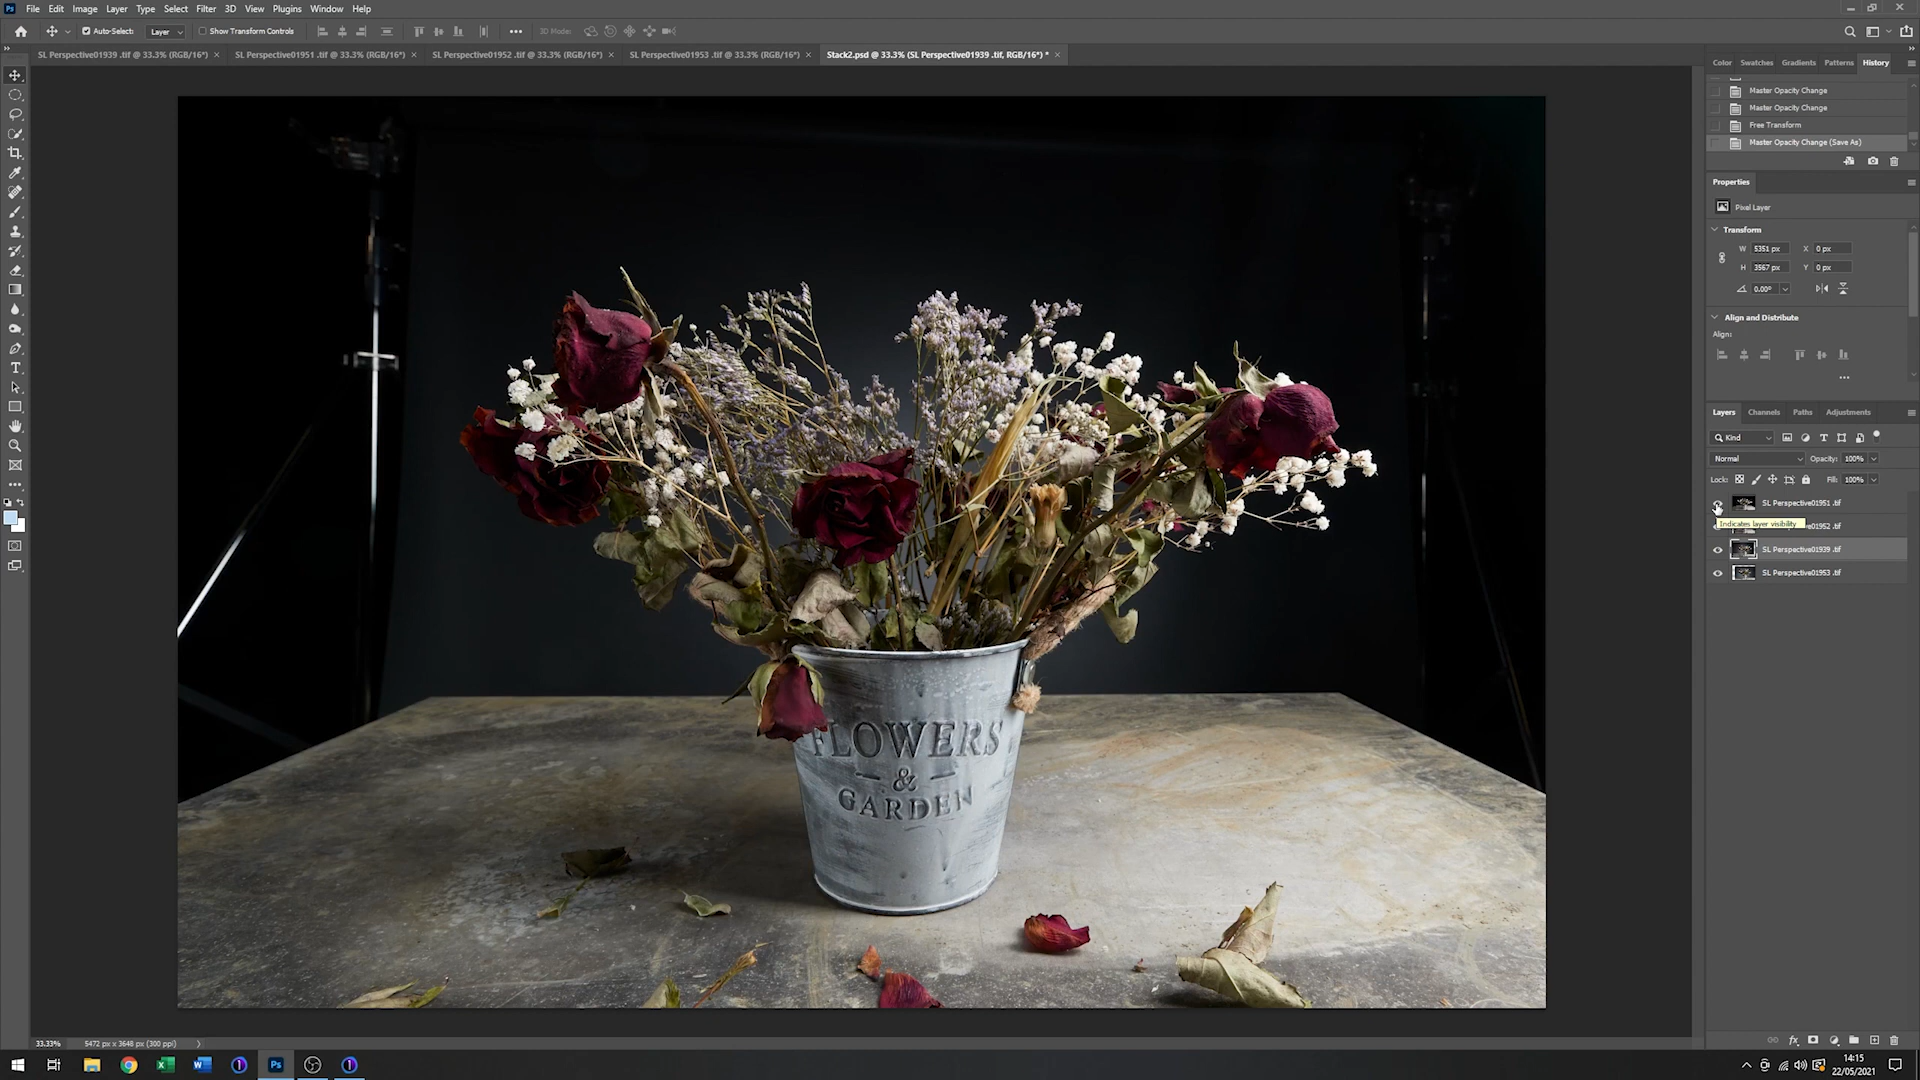 Ps File Edit Image Layer Type Select Filter 3D View Plugins Window Help
Auto-Select: Layer Show Transform Controls 3D Mode:
SL Perspective01939 .tif @ 33.3% (RGB/16*) SL Perspective01951 .tif @ 33.3% (RGB/16*) SL Perspective01952 .tif @ 33.3% (RGB/16*) SL Perspective01953 .tif @ 33.3% (RGB/16*) Stack2.psd @ 33.3% (SL Perspective01939 .tif, RGB/16*) *
Color Swatches Gradients Patterns History
Master Opacity Change
Master Opacity Change
Free Transform
Master Opacity Change (Save As)
Properties
Pixel Layer
Transform
W 5351 px X 0 px
H 3567 px Y 0 px
0.00°
Align and Distribute
Align:
Layers Channels Paths Adjustments
Kind
Normal Opacity: 100%
Lock: Fill: 100%
SL Perspective01951 .tif
Indicates layer visibility
ve01952 .tif
SL Perspective01939 .tif
SL Perspective01953 .tif
FLOWERS
&
GARDEN
33.33% 5472 px x 3648 px (300 ppi)
Ps
14:15
22/05/2021